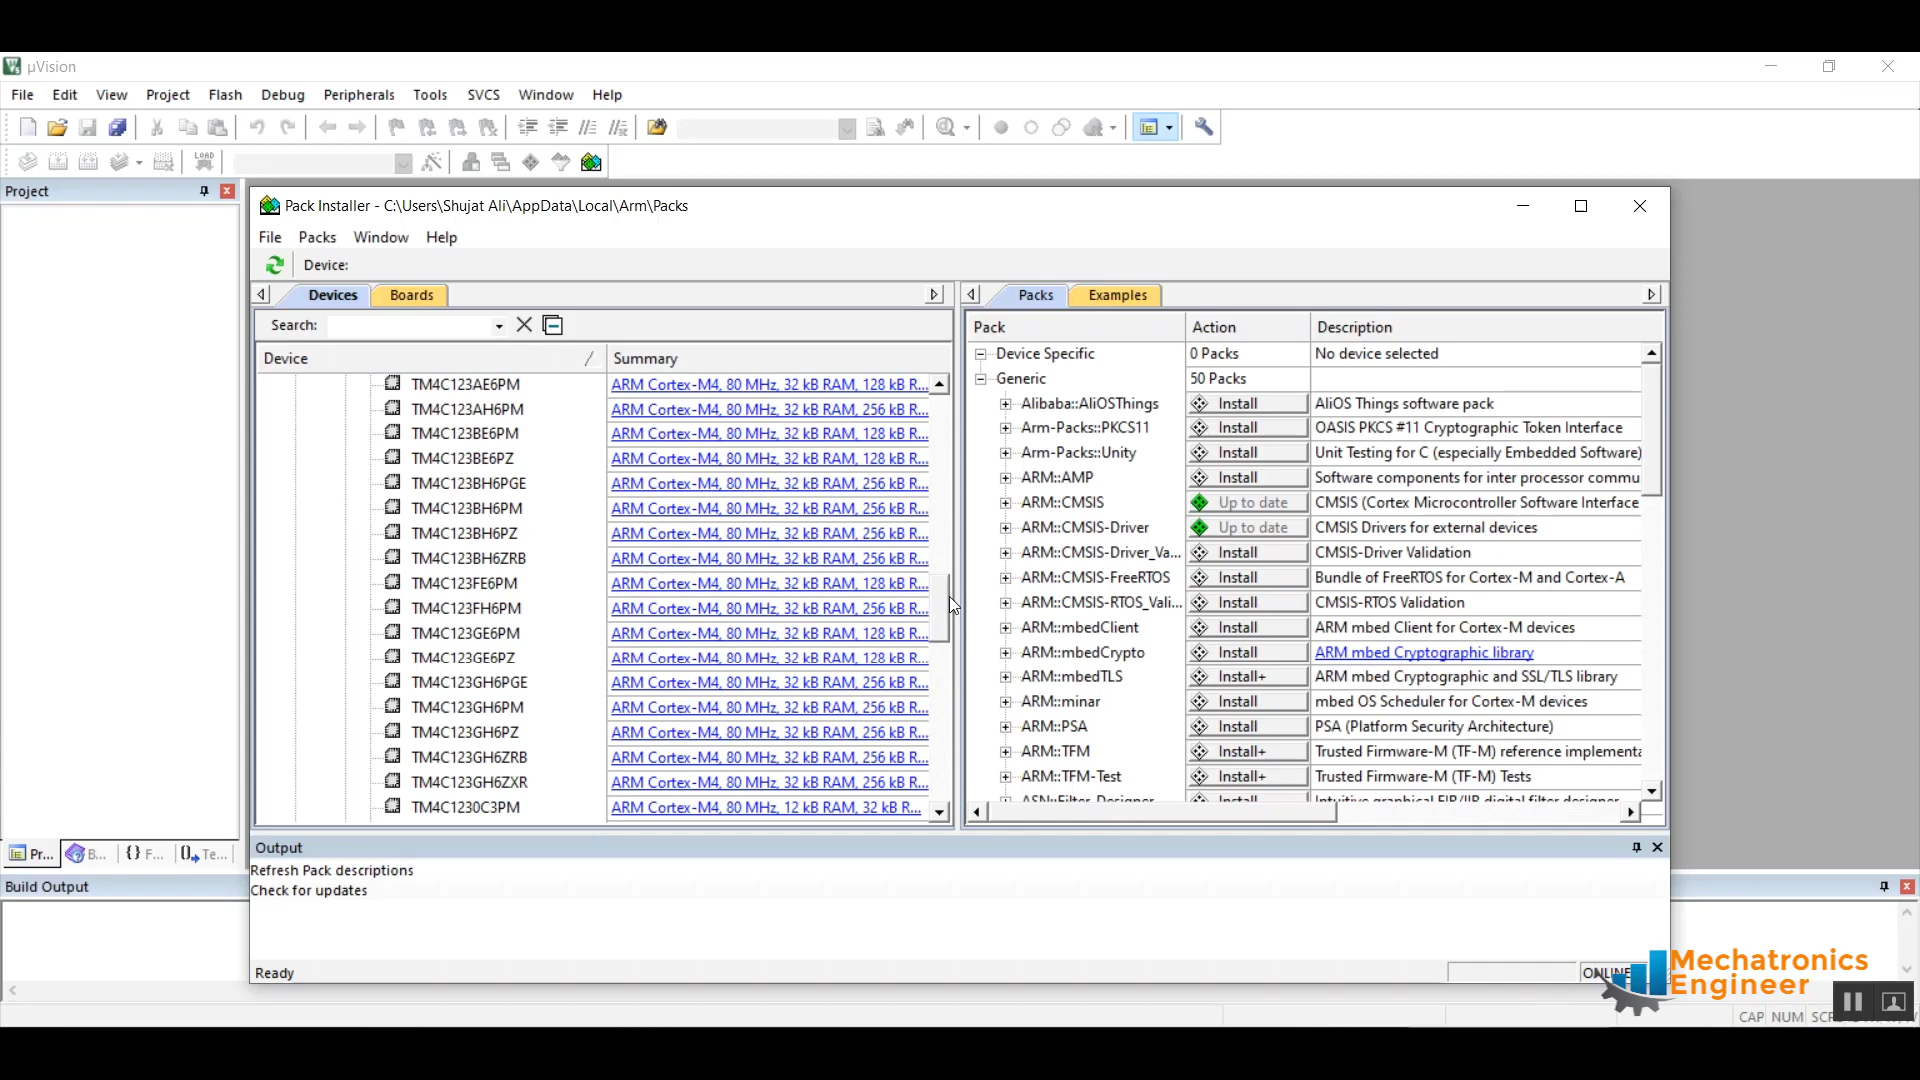 µVision
File Edit View Project Flash Debug Peripherals Tools SVCS Window Help
LOAD
Project
Pack Installer - C:\Users\Shujat Ali\AppData\Local\Arm\Packs
File Packs Window Help
Device:
Devices Boards
Packs Examples
Search:
Device Summary
TM4C123AE6PM ARM Cortex-M4, 80 MHz, 32 kB RAM, 128 kB R...
TM4C123AH6PM ARM Cortex-M4, 80 MHz, 32 kB RAM, 256 kB R...
TM4C123BE6PM ARM Cortex-M4, 80 MHz, 32 kB RAM, 128 kB R...
TM4C123BE6PZ ARM Cortex-M4, 80 MHz, 32 kB RAM, 128 kB R...
TM4C123BH6PGE ARM Cortex-M4, 80 MHz, 32 kB RAM, 256 kB R...
TM4C123BH6PM ARM Cortex-M4, 80 MHz, 32 kB RAM, 256 kB R...
TM4C123BH6PZ ARM Cortex-M4, 80 MHz, 32 kB RAM, 256 kB R...
TM4C123BH6ZRB ARM Cortex-M4, 80 MHz, 32 kB RAM, 256 kB R...
TM4C123FE6PM ARM Cortex-M4, 80 MHz, 32 kB RAM, 128 kB R...
TM4C123FH6PM ARM Cortex-M4, 80 MHz, 32 kB RAM, 256 kB R...
TM4C123GE6PM ARM Cortex-M4, 80 MHz, 32 kB RAM, 128 kB R...
TM4C123GE6PZ ARM Cortex-M4, 80 MHz, 32 kB RAM, 128 kB R...
TM4C123GH6PGE ARM Cortex-M4, 80 MHz, 32 kB RAM, 256 kB R...
TM4C123GH6PM ARM Cortex-M4, 80 MHz, 32 kB RAM, 256 kB R...
TM4C123GH6PZ ARM Cortex-M4, 80 MHz, 32 kB RAM, 256 kB R...
TM4C123GH6ZRB ARM Cortex-M4, 80 MHz, 32 kB RAM, 256 kB R...
TM4C123GH6ZXR ARM Cortex-M4, 80 MHz, 32 kB RAM, 256 kB R...
TM4C1230C3PM ARM Cortex-M4, 80 MHz, 12 kB RAM, 32 kB R...
Pack Action Description
Device Specific 0 Packs No device selected
Generic 50 Packs
Alibaba::AliOSThings Install AliOS Things software pack
Arm-Packs::PKCS11 Install OASIS PKCS #11 Cryptographic Token Interface
Arm-Packs::Unity Install Unit Testing for C (especially Embedded Software)
ARM::AMP Install Software components for inter processor commu
ARM::CMSIS Up to date CMSIS (Cortex Microcontroller Software Interface
ARM::CMSIS-Driver Up to date CMSIS Drivers for external devices
ARM::CMSIS-Driver_Va... Install CMSIS-Driver Validation
ARM::CMSIS-FreeRTOS Install Bundle of FreeRTOS for Cortex-M and Cortex-A
ARM::CMSIS-RTOS_Vali... Install CMSIS-RTOS Validation
ARM::mbedClient Install ARM mbed Client for Cortex-M devices
ARM::mbedCrypto Install ARM mbed Cryptographic library
ARM::mbedTLS Install+ ARM mbed Cryptographic and SSL/TLS library
ARM::minar Install mbed OS Scheduler for Cortex-M devices
ARM::PSA Install PSA (Platform Security Architecture)
ARM::TFM Install+ Trusted Firmware-M (TF-M) reference implementa
ARM::TFM-Test Install+ Trusted Firmware-M (TF-M) Tests
ASN::Filter_Designer Install Intuitive graphical FIR/IIR digital filter designer
Pr... B... {} F... Te...
Output
Refresh Pack descriptions
Check for updates
Build Output
Ready
ONLINE
Mechatronics
Engineer
CAP NUM